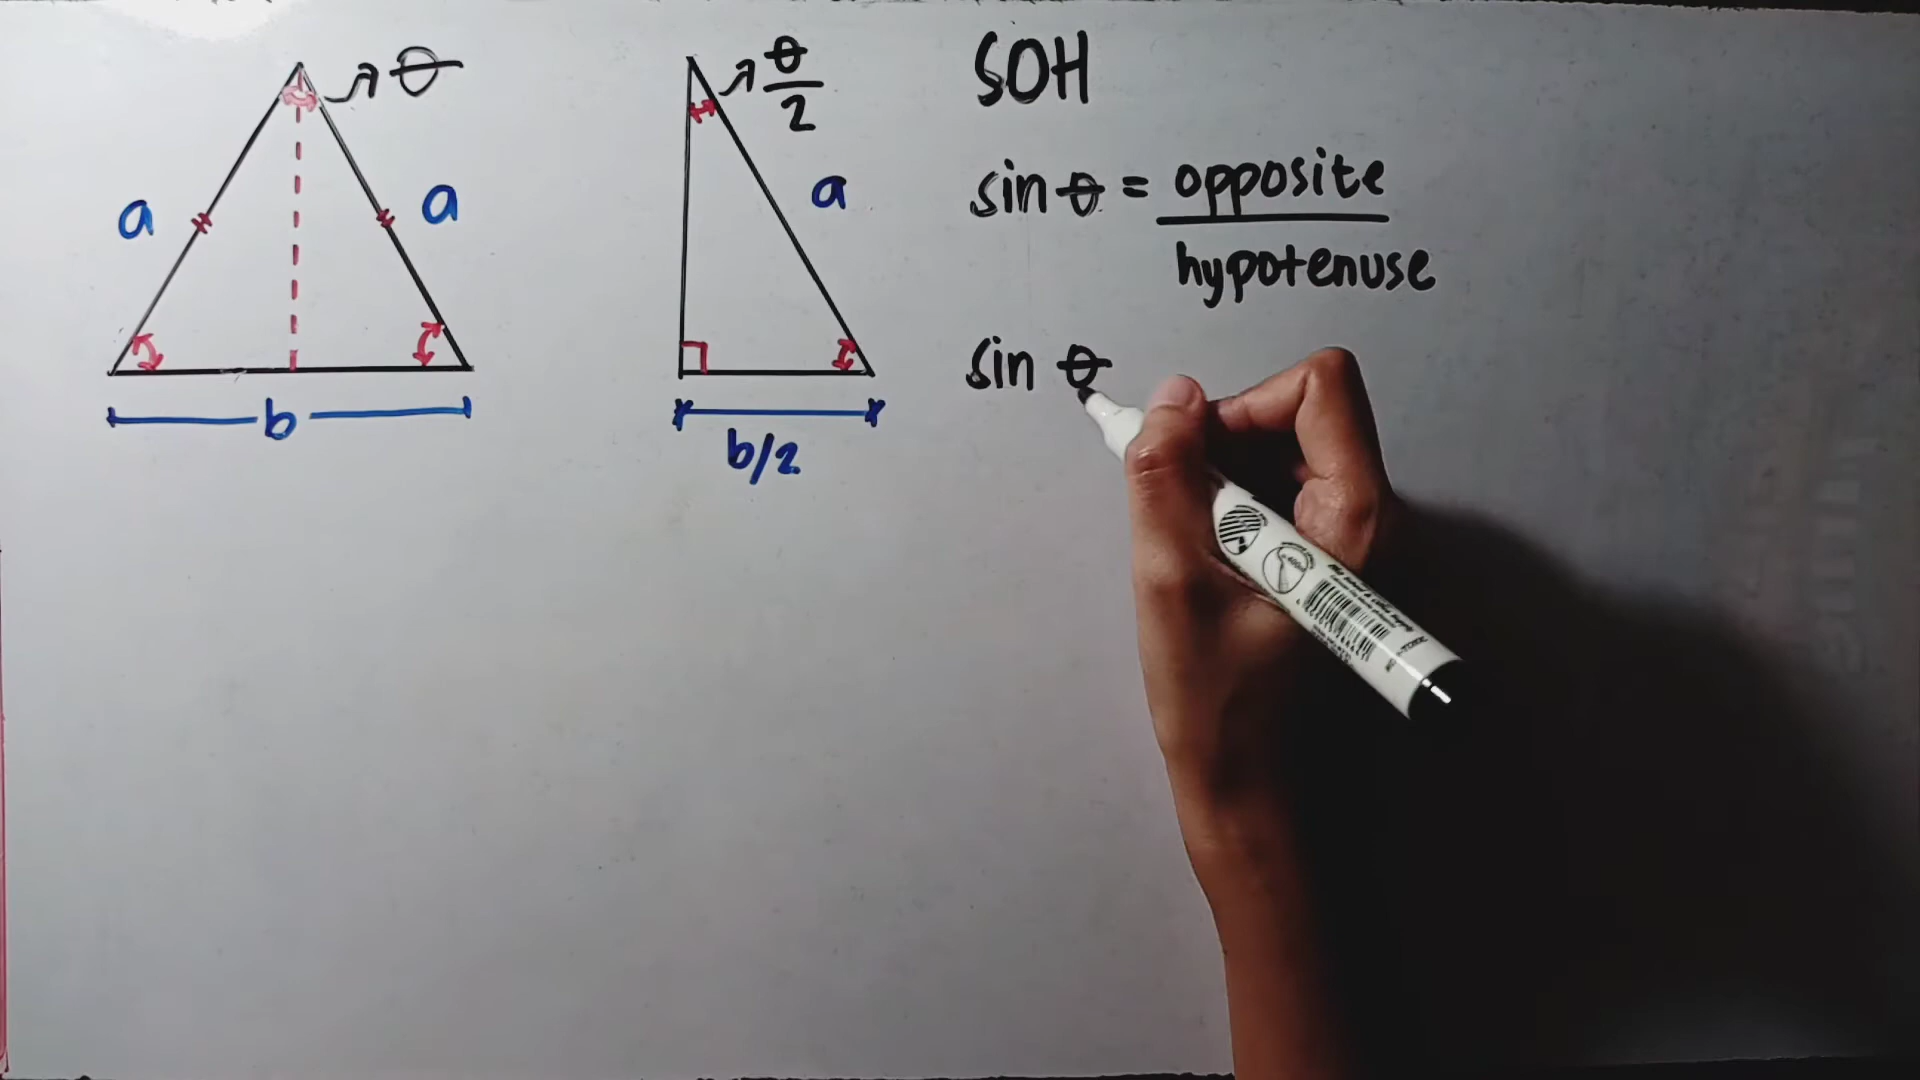 θ
a
a
b
θ
2
a
b/2
SOH
sin θ = opposite
hypotenuse
sin θ